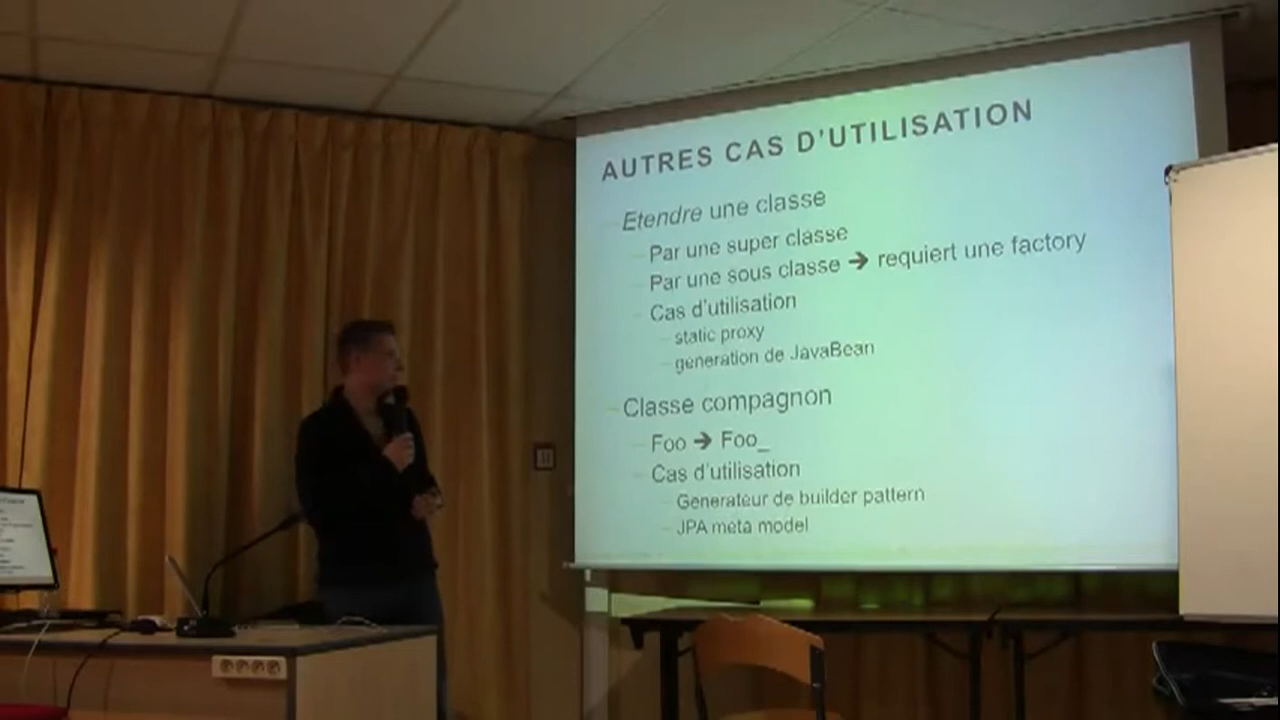 AUTRES CAS D'UTILISATION
Etendre une classe
Par une super classe
Par une sous classe ➔ requiert une factory
Cas d'utilisation
static proxy
generation de JavaBean
Classe compagnon
Foo ➔ Foo_
Cas d'utilisation
Generateur de builder pattern
JPA meta model